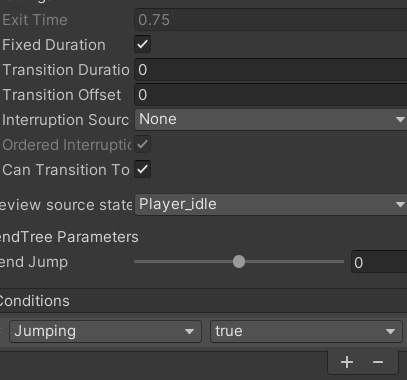 Exit Time 0.75
Fixed Duration
Transition Duratio 0
Transition Offset 0
Interruption Sourc None
Ordered Interruptic
Can Transition To
eview source state Player_idle
endTree Parameters
end Jump 0
Conditions
Jumping true
+ −